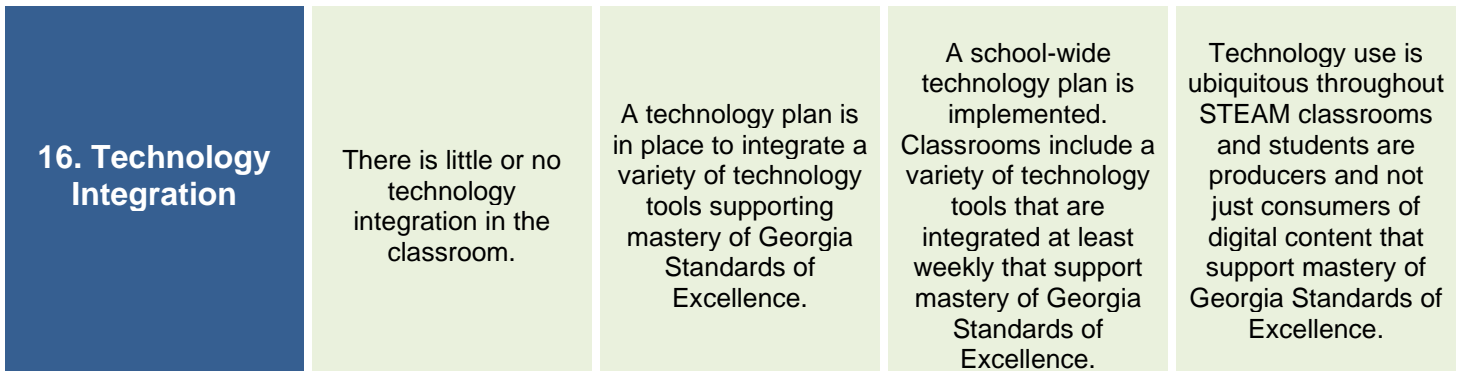 16. Technology
Integration
There is little or no
technology
integration in the
classroom.
A technology plan is
in place to integrate a
variety of technology
tools supporting
mastery of Georgia
Standards of
Excellence.
A school-wide
technology plan is
implemented.
Classrooms include a
variety of technology
tools that are
integrated at least
weekly that support
mastery of Georgia
Standards of
Excellence.
Technology use is
ubiquitous throughout
STEAM classrooms
and students are
producers and not
just consumers of
digital content that
support mastery of
Georgia Standards of
Excellence.